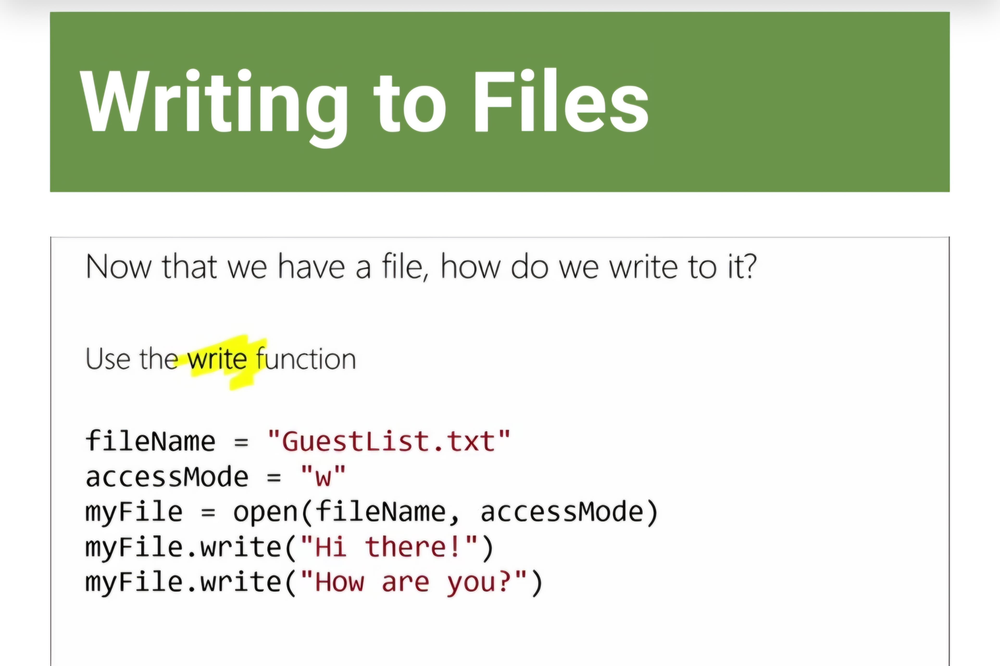 Writing to Files
Now that we have a file, how do we write to it?
Use the write function
fileName = "GuestList.txt"
accessMode = "w"
myFile = open(fileName, accessMode)
myFile.write("Hi there!")
myFile.write("How are you?")